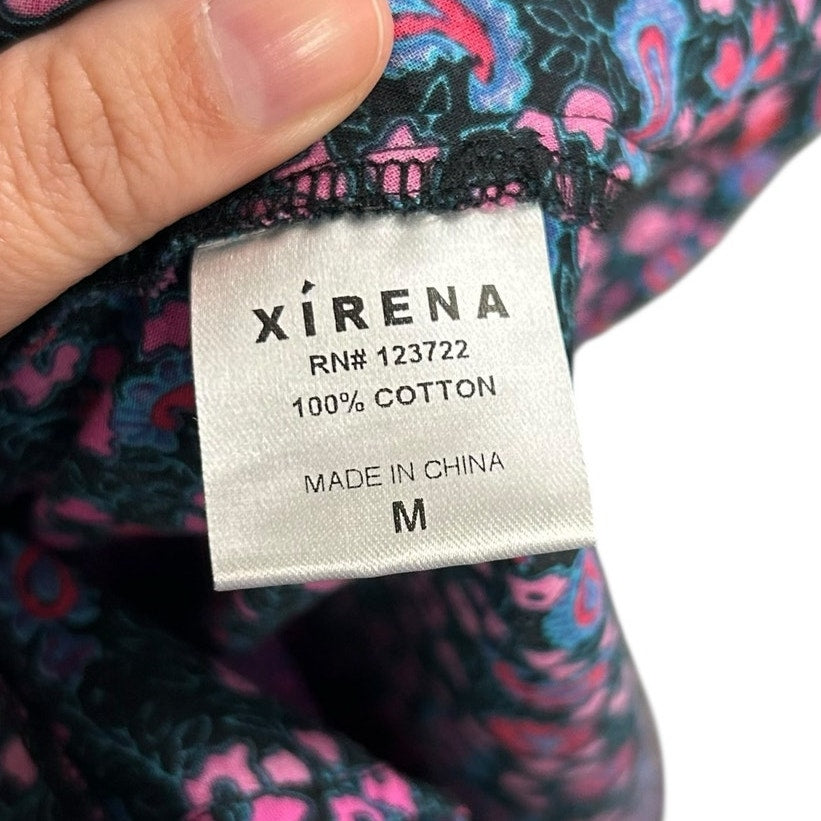 XÍRENA
RN# 123722
100% COTTON
MADE IN CHINA
M